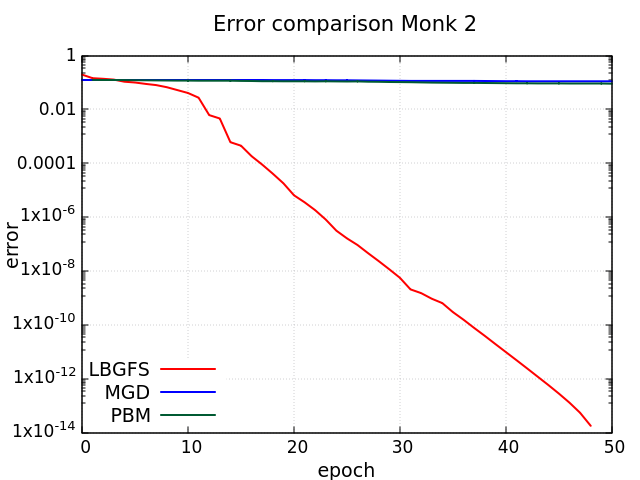 Error comparison Monk 2
1
0.01
0.0001
1x10^-6
1x10^-8
1x10^-10
1x10^-12
1x10^-14
error
LBGFS
MGD
PBM
0 10 20 30 40 50
epoch